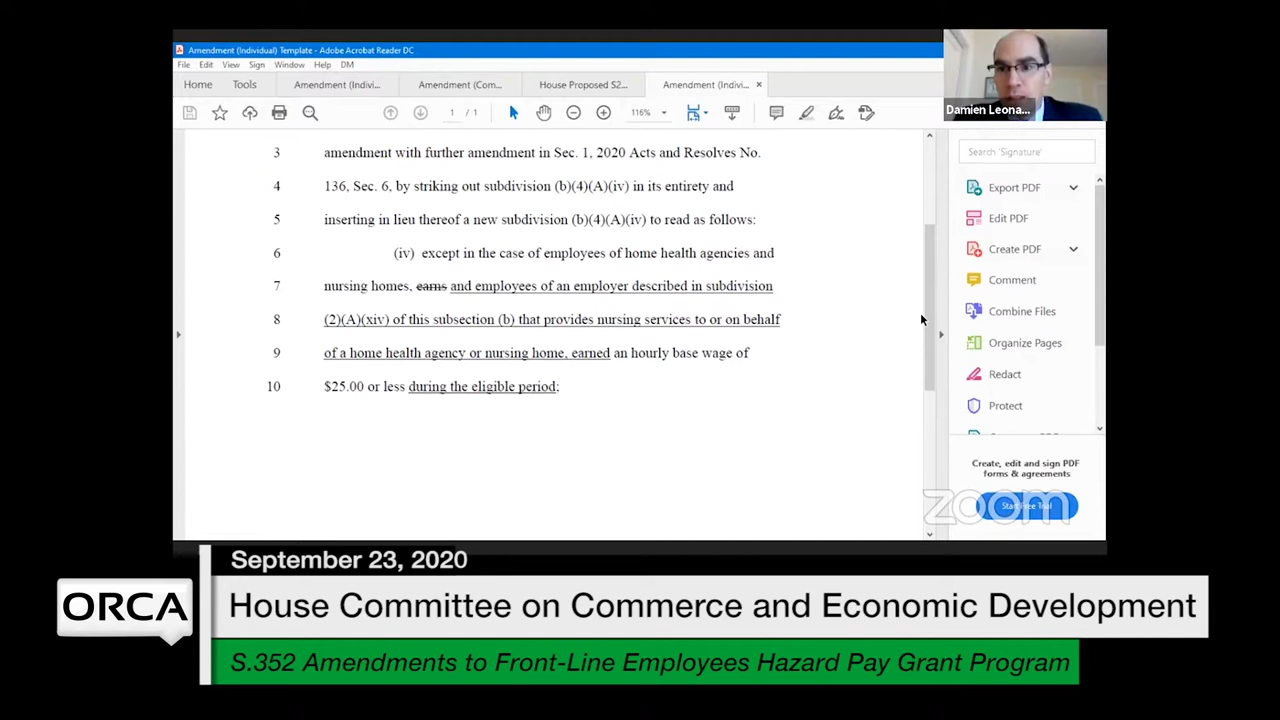 Amendment (Individual) Template - Adobe Acrobat Reader DC
File Edit View Sign Window Help DM
Home Tools Amendment (Indivi... Amendment (Com... House Proposed S2... Amendment (Indivi... ×
1 / 1 116%
Damien Leona...
3 amendment with further amendment in Sec. 1, 2020 Acts and Resolves No.
4 136, Sec. 6, by striking out subdivision (b)(4)(A)(iv) in its entirety and
5 inserting in lieu thereof a new subdivision (b)(4)(A)(iv) to read as follows:
6 (iv) except in the case of employees of home health agencies and
7 nursing homes, earns and employees of an employer described in subdivision
8 (2)(A)(xiv) of this subsection (b) that provides nursing services to or on behalf
9 of a home health agency or nursing home, earned an hourly base wage of
10 $25.00 or less during the eligible period;
Search 'Signature'
Export PDF
Edit PDF
Create PDF
Comment
Combine Files
Organize Pages
Redact
Protect
Create, edit and sign PDF
forms & agreements
Start Free Trial
zoom
September 23, 2020
ORCA
House Committee on Commerce and Economic Development
S.352 Amendments to Front-Line Employees Hazard Pay Grant Program